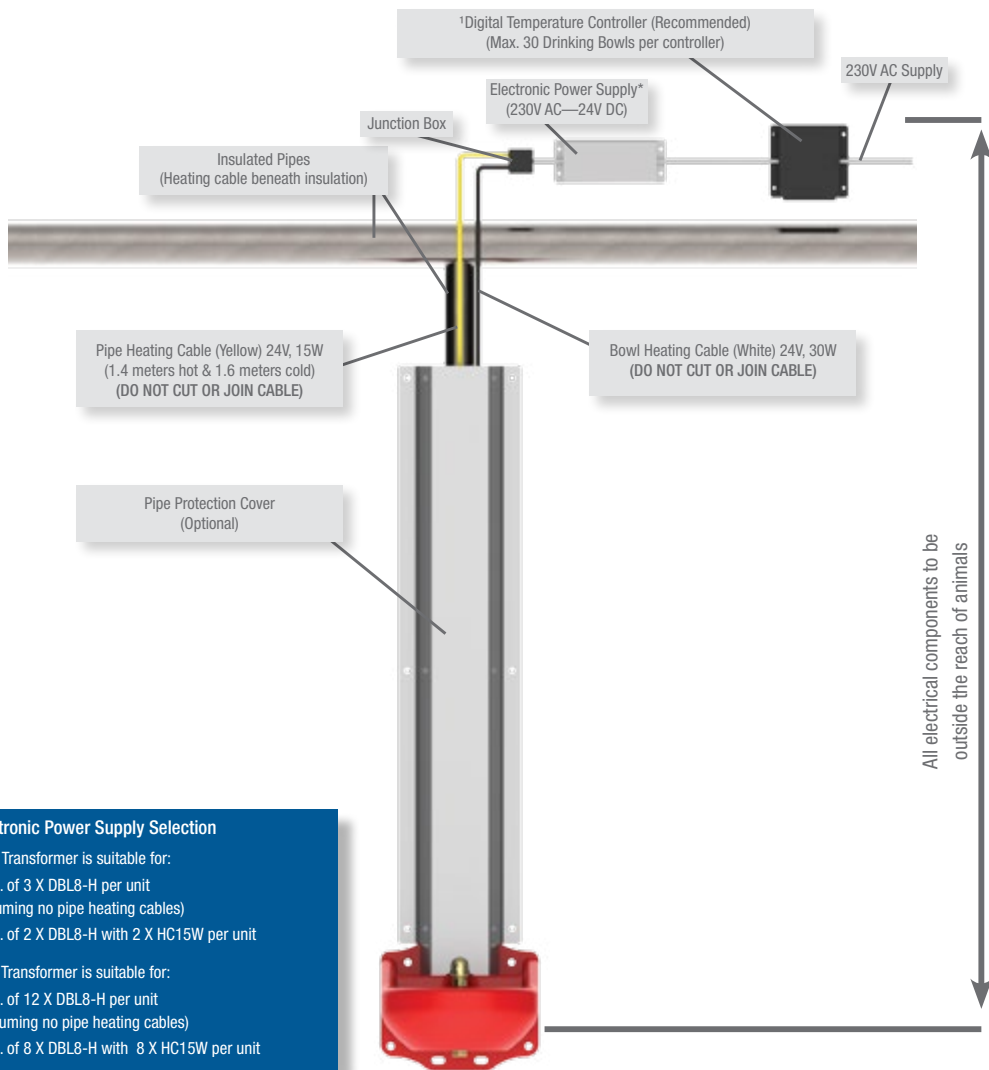 ¹Digital Temperature Controller (Recommended)
(Max. 30 Drinking Bowls per controller)
230V AC Supply
Electronic Power Supply*
(230V AC—24V DC)
Junction Box
Insulated Pipes
(Heating cable beneath insulation)
Pipe Heating Cable (Yellow) 24V, 15W
(1.4 meters hot & 1.6 meters cold)
(DO NOT CUT OR JOIN CABLE)
Bowl Heating Cable (White) 24V, 30W
(DO NOT CUT OR JOIN CABLE)
Pipe Protection Cover
(Optional)
All electrical components to be
outside the reach of animals
Power Supply Selection
Transformer is suitable for:
of 3 X DBL8-H per unit
no pipe heating cables)
of 2 X DBL8-H with 2 X HC15W per unit
Transformer is suitable for:
of 12 X DBL8-H per unit
no pipe heating cables)
of 8 X DBL8-H with 8 X HC15W per unit